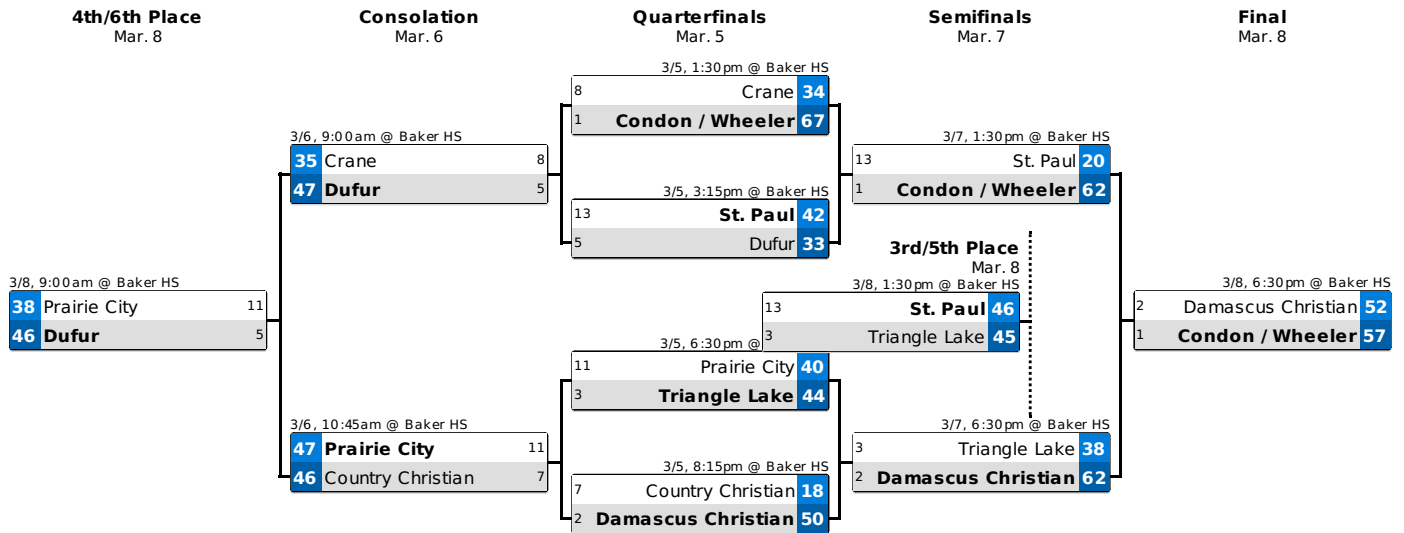 4th/6th Place
Mar. 8
Consolation
Mar. 6
Quarterfinals
Mar. 5
Semifinals
Mar. 7
Final
Mar. 8
3/8, 9:00am @ Baker HS
38 Prairie City 11
46 Dufur 5
3/6, 9:00am @ Baker HS
35 Crane 8
47 Dufur 5
3/6, 10:45am @ Baker HS
47 Prairie City 11
46 Country Christian 7
3/5, 1:30pm @ Baker HS
8 Crane 34
1 Condon / Wheeler 67
3/5, 3:15pm @ Baker HS
13 St. Paul 42
5 Dufur 33
3/5, 6:30pm @
11 Prairie City 40
3 Triangle Lake 44
3/5, 8:15pm @ Baker HS
7 Country Christian 18
2 Damascus Christian 50
3/7, 1:30pm @ Baker HS
13 St. Paul 20
1 Condon / Wheeler 62
3rd/5th Place
Mar. 8
3/8, 1:30pm @ Baker HS
13 St. Paul 46
3 Triangle Lake 45
3/7, 6:30pm @ Baker HS
3 Triangle Lake 38
2 Damascus Christian 62
3/8, 6:30pm @ Baker HS
2 Damascus Christian 52
1 Condon / Wheeler 57